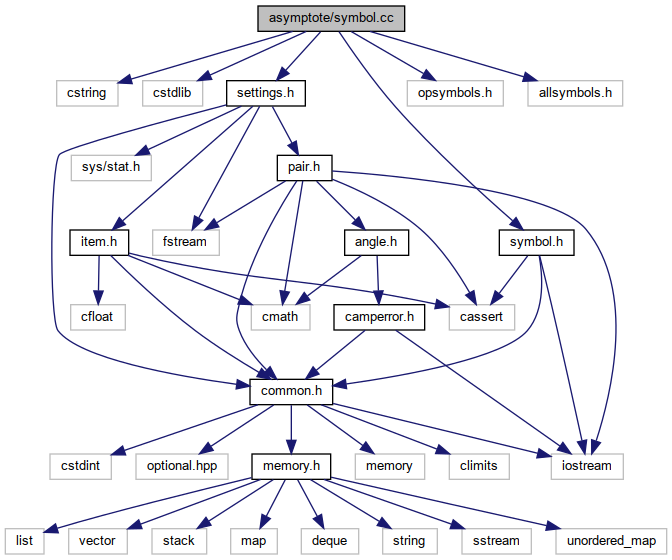 asymptote/symbol.cc
cstring
cstdlib
settings.h
opsymbols.h
allsymbols.h
sys/stat.h
pair.h
item.h
fstream
angle.h
symbol.h
cfloat
cmath
camperror.h
cassert
common.h
cstdint
optional.hpp
memory.h
memory
climits
iostream
list
vector
stack
map
deque
string
sstream
unordered_map